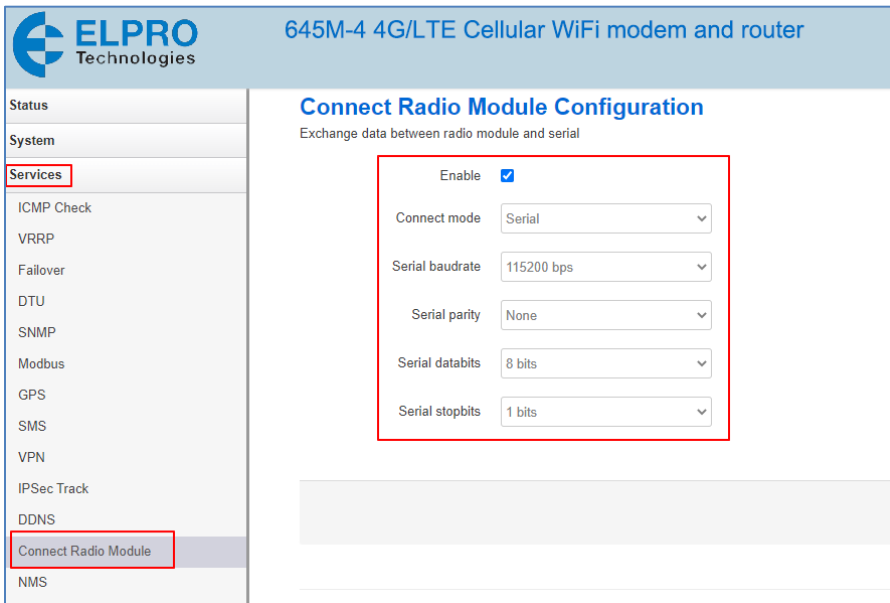 ELPRO
Technologies
645M-4 4G/LTE Cellular WiFi modem and router
Status
System
Services
ICMP Check
VRRP
Failover
DTU
SNMP
Modbus
GPS
SMS
VPN
IPSec Track
DDNS
Connect Radio Module
NMS
Connect Radio Module Configuration
Exchange data between radio module and serial
Enable
Connect mode Serial
Serial baudrate 115200 bps
Serial parity None
Serial databits 8 bits
Serial stopbits 1 bits